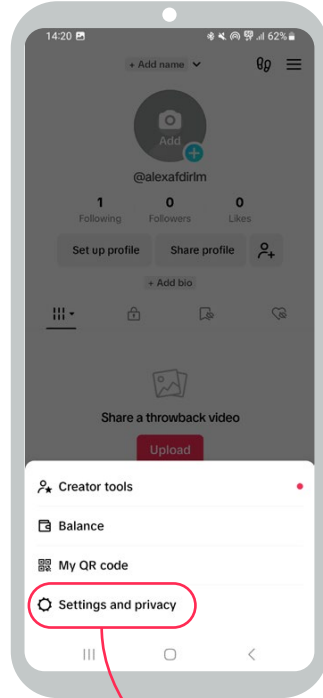 14:20 62%
+ Add name
Add
@alexafdirlm
1 0 0
Following Followers Likes
Set up profile Share profile
+ Add bio
Share a throwback video
Upload
Creator tools
Balance
My QR code
Settings and privacy